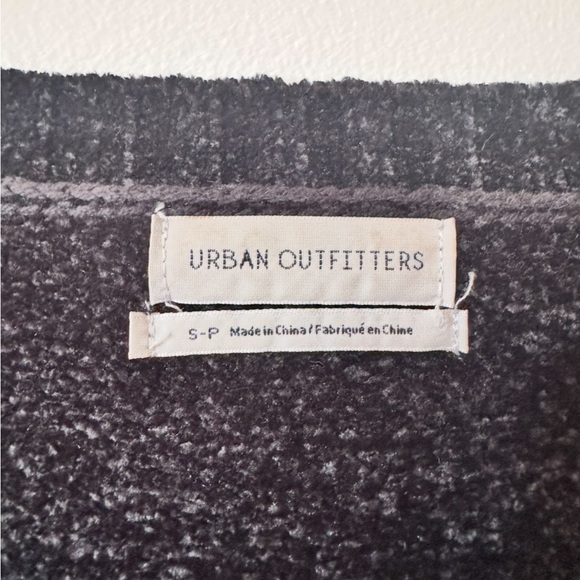 URBAN OUTFITTERS
S-P Made in China / Fabriqué en Chine